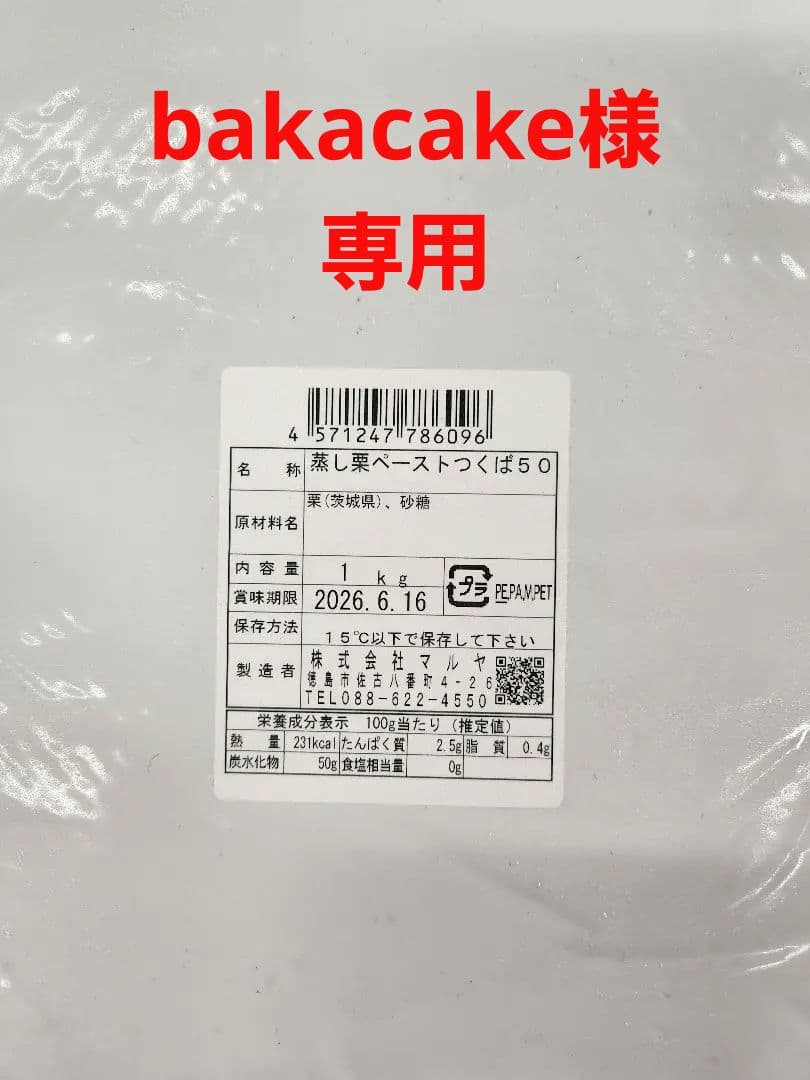 bakacake様
専用
4 571247 786096
名称 蒸し栗ペーストつくば50
原材料名 栗(茨城県)、砂糖
内容量 1 kg
賞味期限 2026.6.16
プラ PE,PA,M,PET
保存方法 15℃以下で保存して下さい
製造者 株式会社マルヤ
徳島市佐古八番町4-26
TEL088-622-4550
栄養成分表示 100g当たり (推定値)
熱量 231kcal たんぱく質 2.5g 脂質 0.4g
炭水化物 50g 食塩相当量 0g